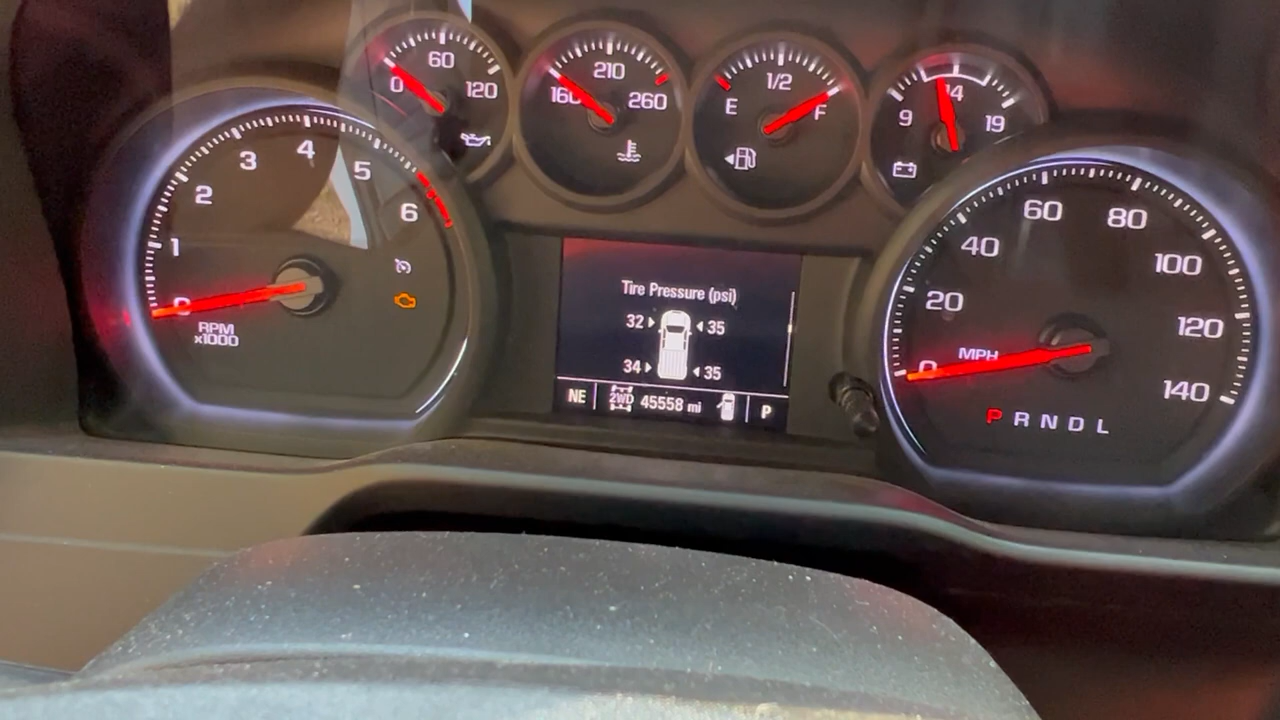 0 60 120
160 210 260
E 1/2 F
9 14 19
0 1 2 3 4 5 6
RPM
x1000
Tire Pressure (psi)
32 35
34 35
NE 2WD 45558 mi P
0 20 40 60 80 100 120 140
MPH
P R N D L